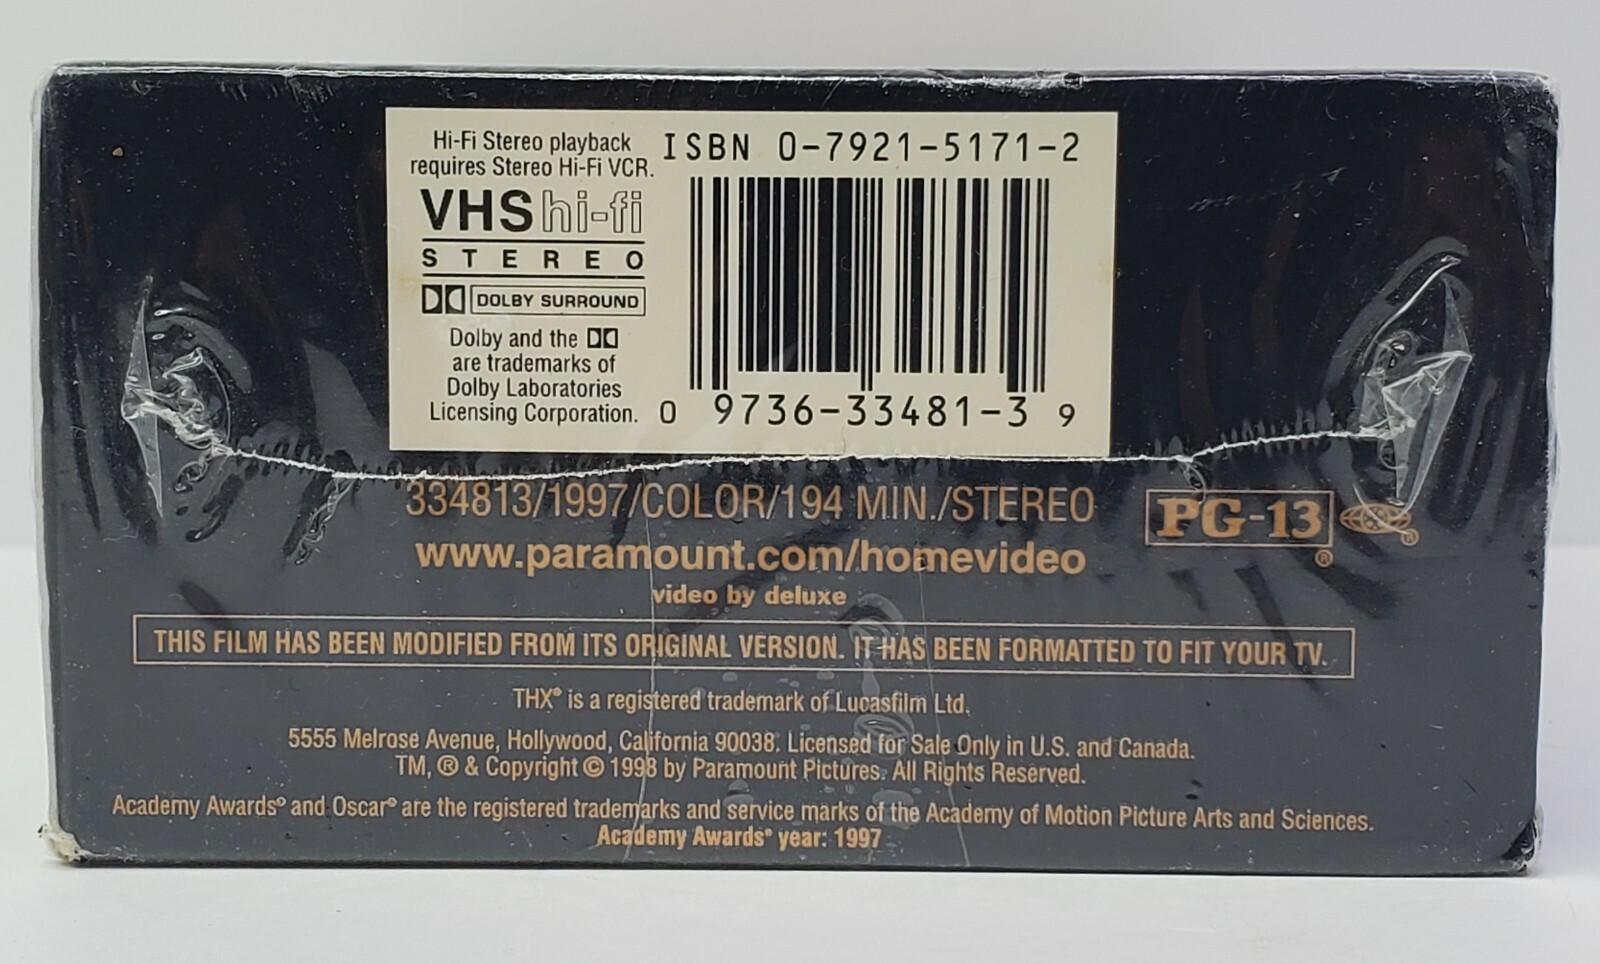 Hi-Fi Stereo playback
requires Stereo Hi-Fi VCR.
VHS hi-fi
STEREO
DOLBY SURROUND
Dolby and the
are trademarks of
Dolby Laboratories
Licensing Corporation.
ISBN 0-7921-5171-2
0 9736-33481-3 9
334813/1997/COLOR/194 MIN./STEREO
PG-13 ®
®
www.paramount.com/homevideo
video by deluxe
THIS FILM HAS BEEN MODIFIED FROM ITS ORIGINAL VERSION. IT HAS BEEN FORMATTED TO FIT YOUR TV.
THX® is a registered trademark of Lucasfilm Ltd.
5555 Melrose Avenue, Hollywood, California 90038. Licensed for Sale Only in U.S. and Canada.
TM, ® & Copyright © 1998 by Paramount Pictures. All Rights Reserved.
Academy Awards® and Oscar® are the registered trademarks and service marks of the Academy of Motion Picture Arts and Sciences.
Academy Awards® year: 1997